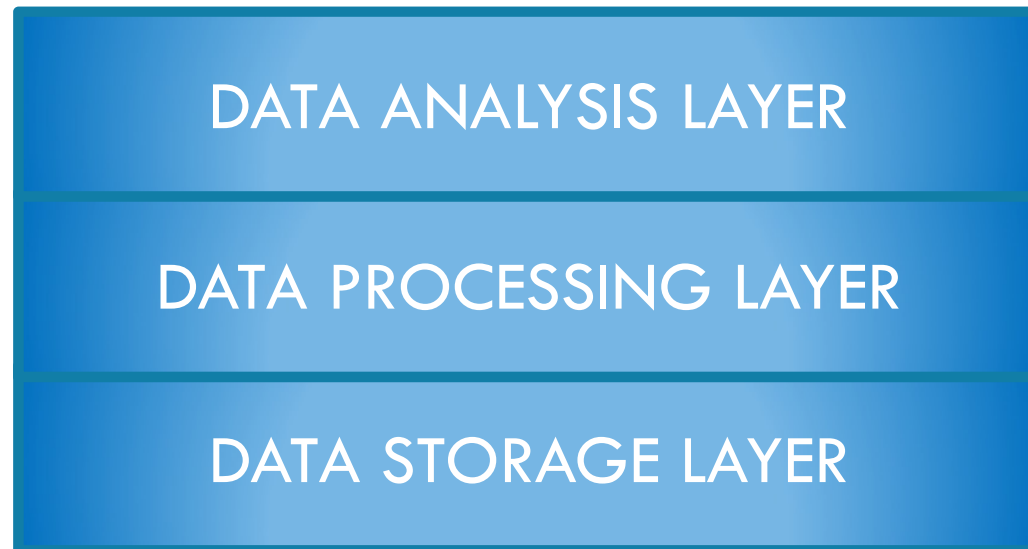 DATA ANALYSIS LAYER
DATA PROCESSING LAYER
DATA STORAGE LAYER